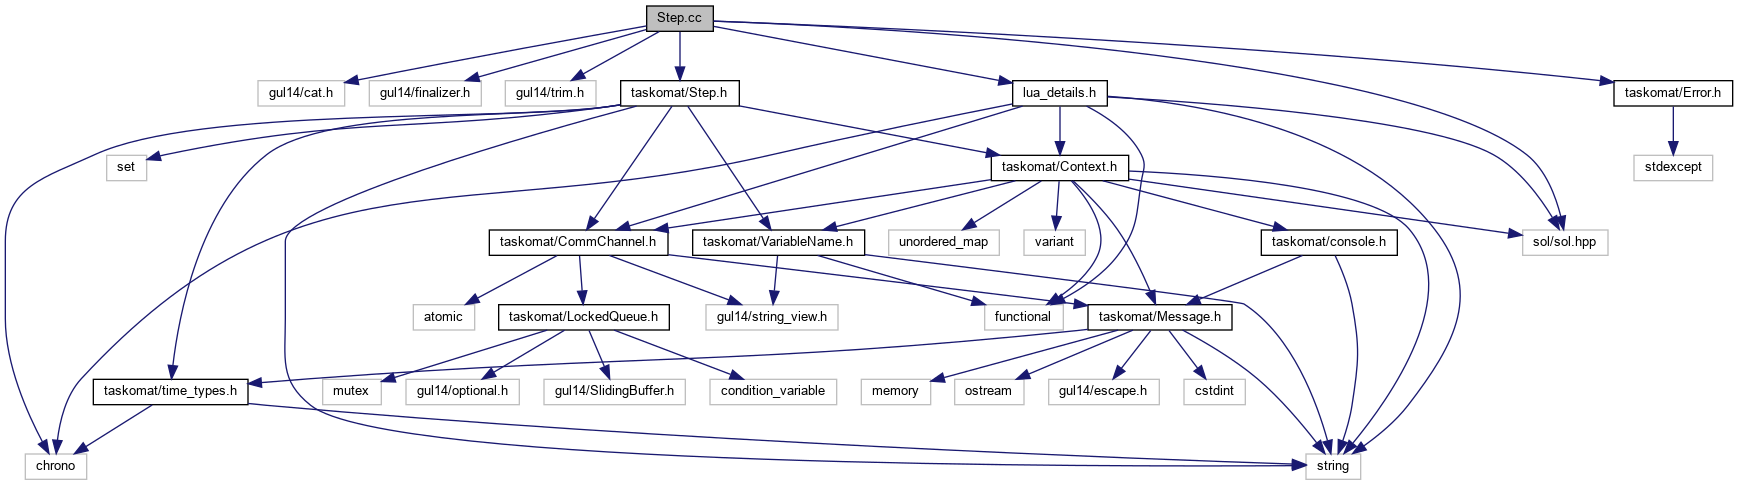 Step.cc
gul14/cat.h
gul14/finalizer.h
gul14/trim.h
taskomat/Step.h
lua_details.h
taskomat/Error.h
set
taskomat/Context.h
stdexcept
taskomat/CommChannel.h
taskomat/VariableName.h
unordered_map
variant
taskomat/console.h
sol/sol.hpp
atomic
taskomat/LockedQueue.h
gul14/string_view.h
functional
taskomat/Message.h
taskomat/time_types.h
mutex
gul14/optional.h
gul14/SlidingBuffer.h
condition_variable
memory
ostream
gul14/escape.h
cstdint
chrono
string